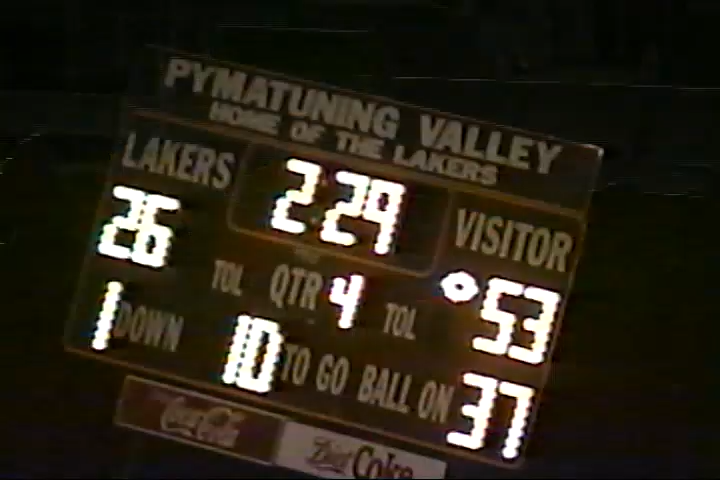 PYMATUNING VALLEY
HOME OF THE LAKERS
LAKERS 2:29 VISITOR
26 TOL QTR 4 TOL 53
1 DOWN 10 TO GO BALL ON 37
Coca-Cola Diet Coke